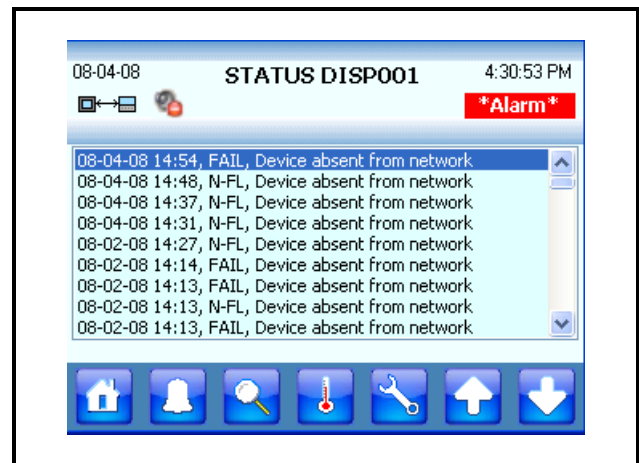 08-04-08 STATUS DISP001 4:30:53 PM
*Alarm*
08-04-08 14:54, FAIL, Device absent from network
08-04-08 14:48, N-FL, Device absent from network
08-04-08 14:37, N-FL, Device absent from network
08-04-08 14:31, N-FL, Device absent from network
08-02-08 14:27, N-FL, Device absent from network
08-02-08 14:14, FAIL, Device absent from network
08-02-08 14:13, FAIL, Device absent from network
08-02-08 14:13, N-FL, Device absent from network
08-02-08 14:13, FAIL, Device absent from network